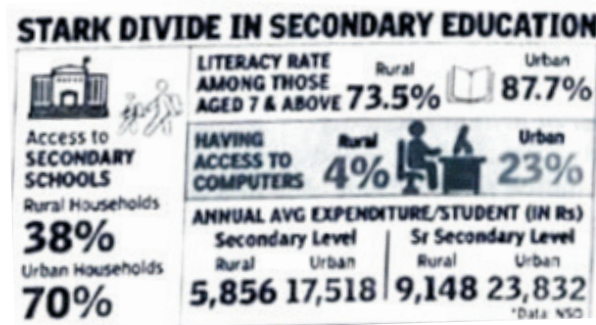 STARK DIVIDE IN SECONDARY EDUCATION
Access to
SECONDARY
SCHOOLS
Rural Households
38%
Urban Households
70%
LITERACY RATE
AMONG THOSE
AGED 7 & ABOVE
Rural
73.5%
Urban
87.7%
HAVING
ACCESS TO
COMPUTERS
Rural
4%
Urban
23%
ANNUAL AVG EXPENDITURE/STUDENT (IN Rs)
Secondary Level
Rural Urban
5,856 17,518
Sr Secondary Level
Rural Urban
9,148 23,832
*Data: NSO